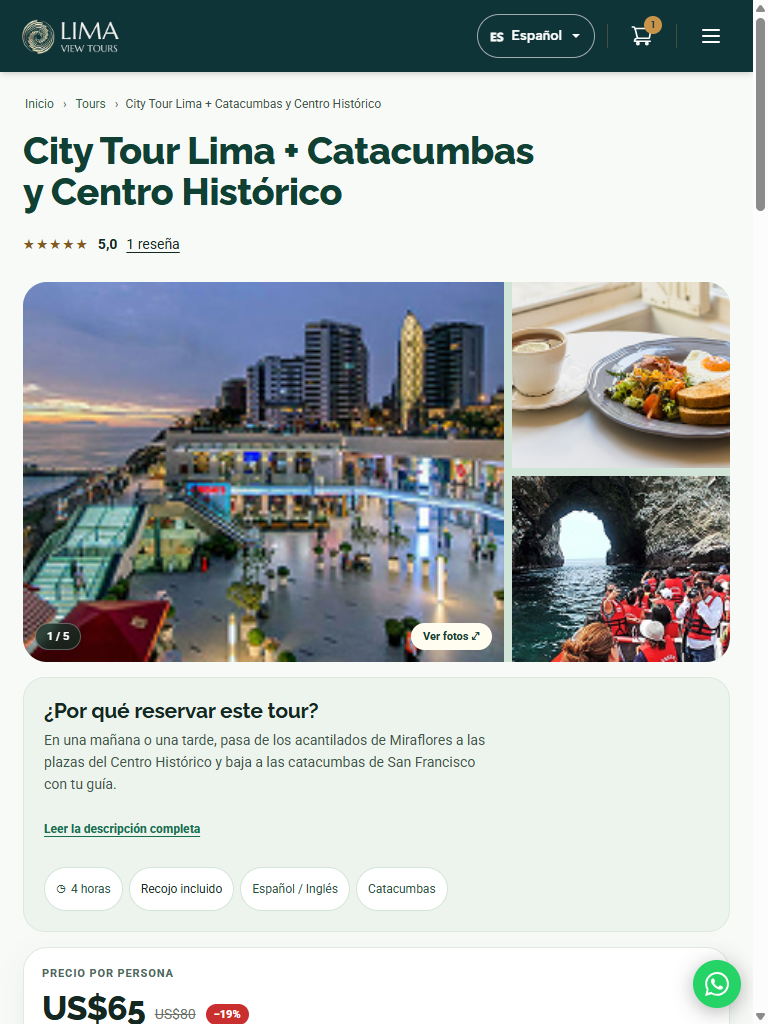 LIMA
VIEW TOURS
ES Español
1
Inicio › Tours › City Tour Lima + Catacumbas y Centro Histórico
City Tour Lima + Catacumbas
y Centro Histórico
★★★★★ 5,0 1 reseña
1 / 5
Ver fotos
¿Por qué reservar este tour?
En una mañana o una tarde, pasa de los acantilados de Miraflores a las
plazas del Centro Histórico y baja a las catacumbas de San Francisco
con tu guía.
Leer la descripción completa
4 horas
Recojo incluido
Español / Inglés
Catacumbas
PRECIO POR PERSONA
US$65 US$80 −19%